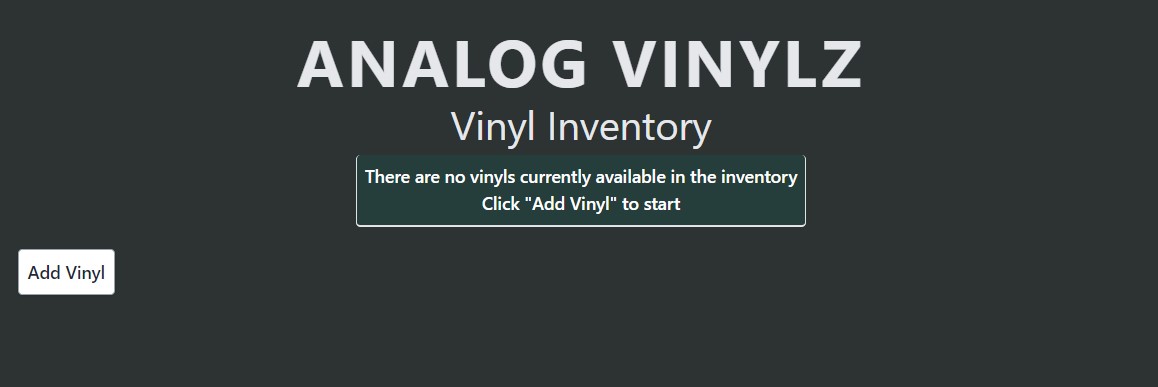 ANALOG VINYLZ
Vinyl Inventory
There are no vinyls currently available in the inventory
Click "Add Vinyl" to start
Add Vinyl